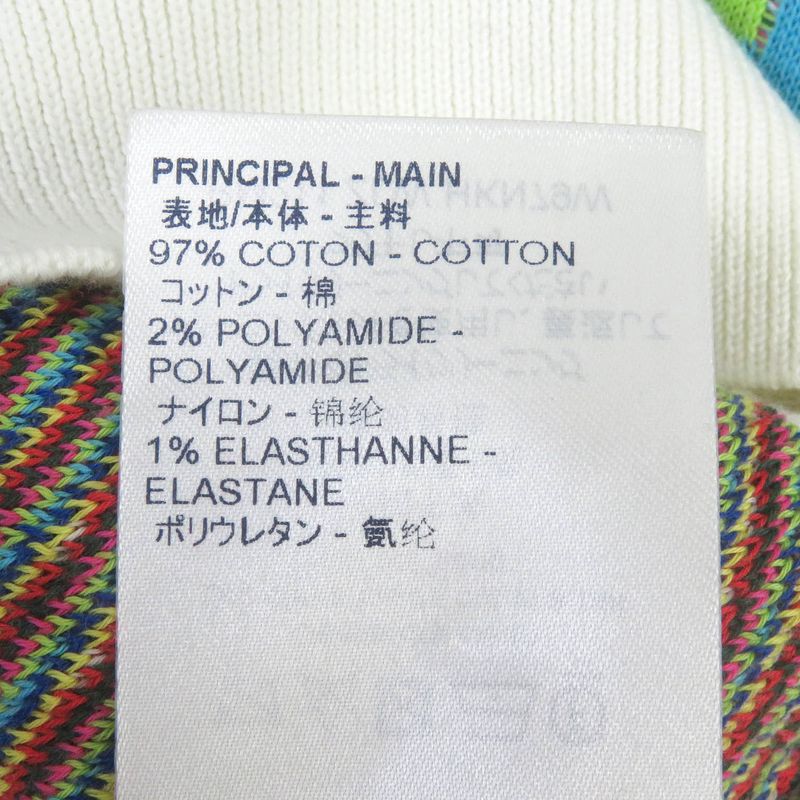 PRINCIPAL - MAIN
表地/本体 - 主料
97% COTON - COTTON
コットン - 棉
2% POLYAMIDE -
POLYAMIDE
ナイロン - 锦纶
1% ELASTHANNE -
ELASTANE
ポリウレタン - 氨纶